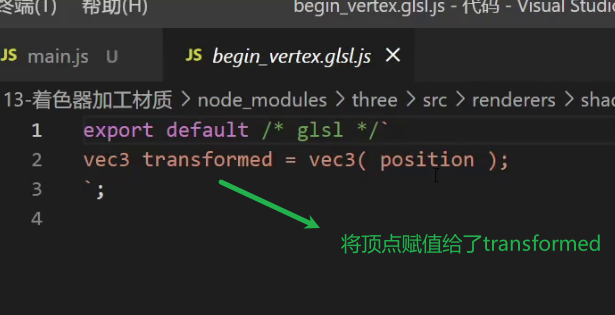 终端(T) 帮助(H) begin_vertex.glsl.js - 代码 - Visual Studio
JS main.js U JS begin_vertex.glsl.js ×
13-着色器加工材质 > node_modules > three > src > renderers > shad
1 export default /* glsl */`
2 vec3 transformed = vec3( position );
3 `;
4
将顶点赋值给了transformed